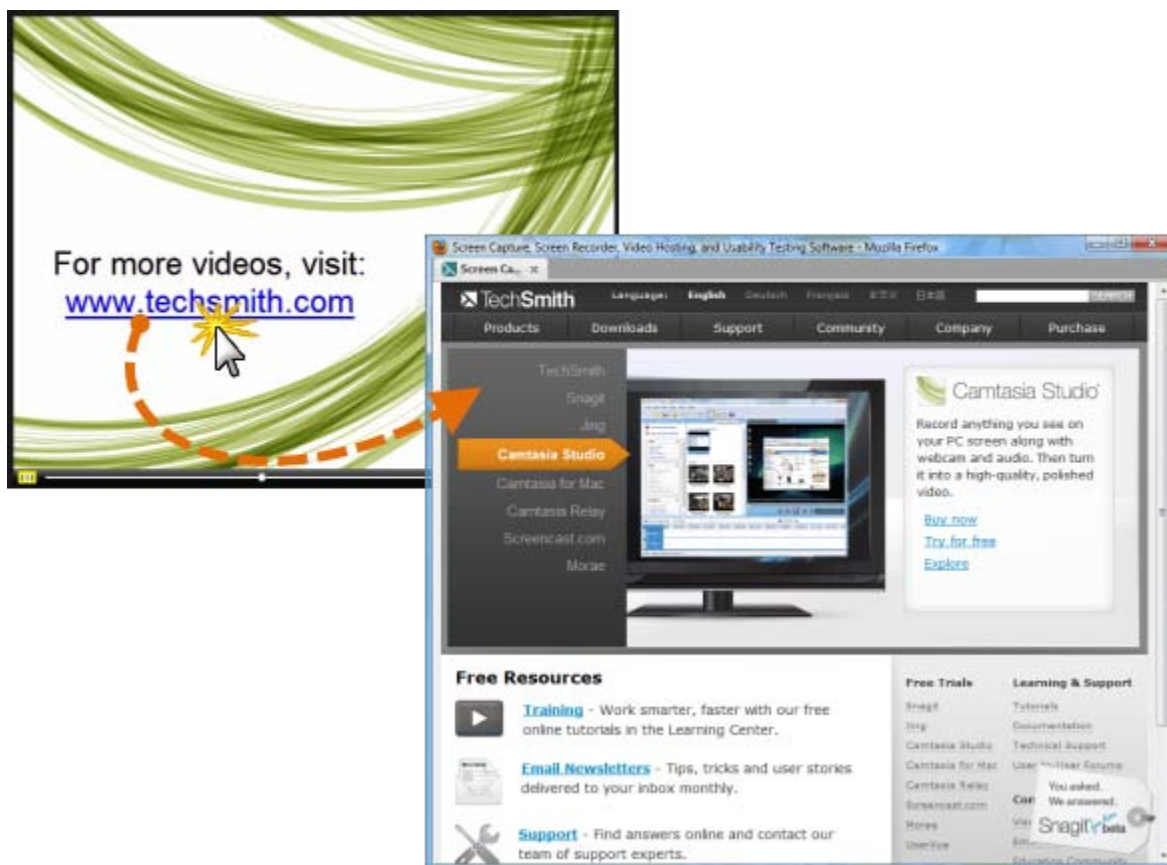 For more videos, visit:
www.techsmith.com
Screen Capture, Screen Recorder, Video Hosting, and Usability Testing Software - Mozilla Firefox
Screen Ca...
TechSmith
Language: English Deutsch Français 日本語
Products Downloads Support Community Company Purchase
TechSmith
Snagit
Jing
Camtasia Studio
Camtasia for Mac
Camtasia Relay
Screencast.com
Morae
Camtasia Studio
Record anything you see on
your PC screen along with
webcam and audio. Then turn
it into a high-quality, polished
video.
Buy now
Try for free
Explore
Free Resources
Training - Work smarter, faster with our free
online tutorials in the Learning Center.
Email Newsletters - Tips, tricks and user stories
delivered to your inbox monthly.
Support - Find answers online and contact our
team of support experts.
Free Trials
Snagit
Jing
Camtasia Studio
Camtasia for Mac
Camtasia Relay
Screencast.com
Morae
UserVue
Learning & Support
Tutorials
Documentation
Technical Support
User-to-User Forums
You asked.
We answered.
Snagit beta